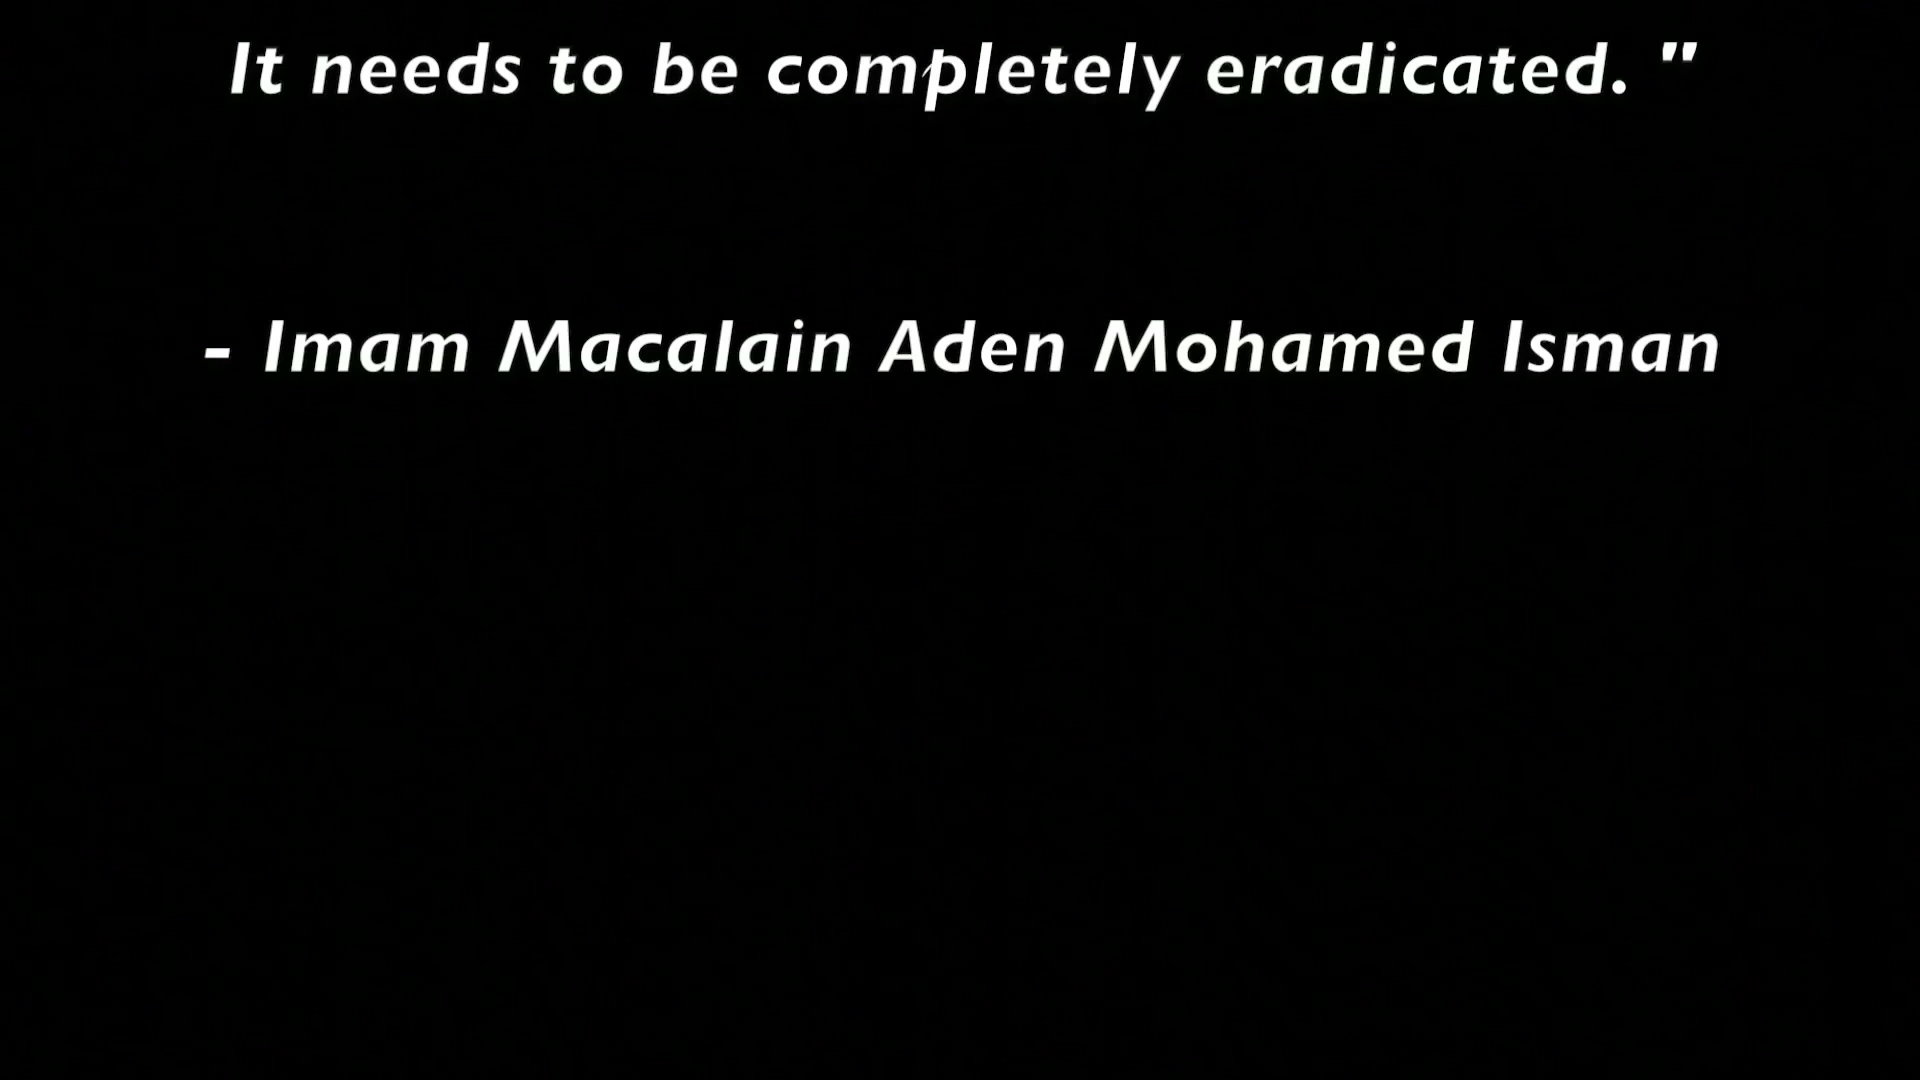 It needs to be completely eradicated. "
- Imam Macalain Aden Mohamed Isman